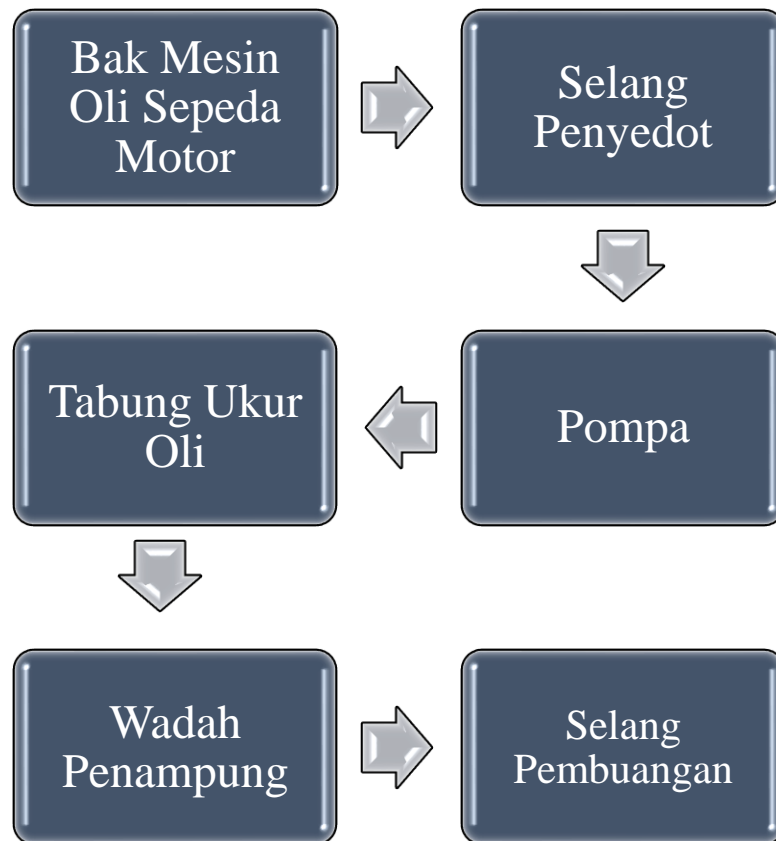 Bak Mesin
Oli Sepeda
Motor
Selang
Penyedot
Pompa
Tabung Ukur
Oli
Wadah
Penampung
Selang
Pembuangan